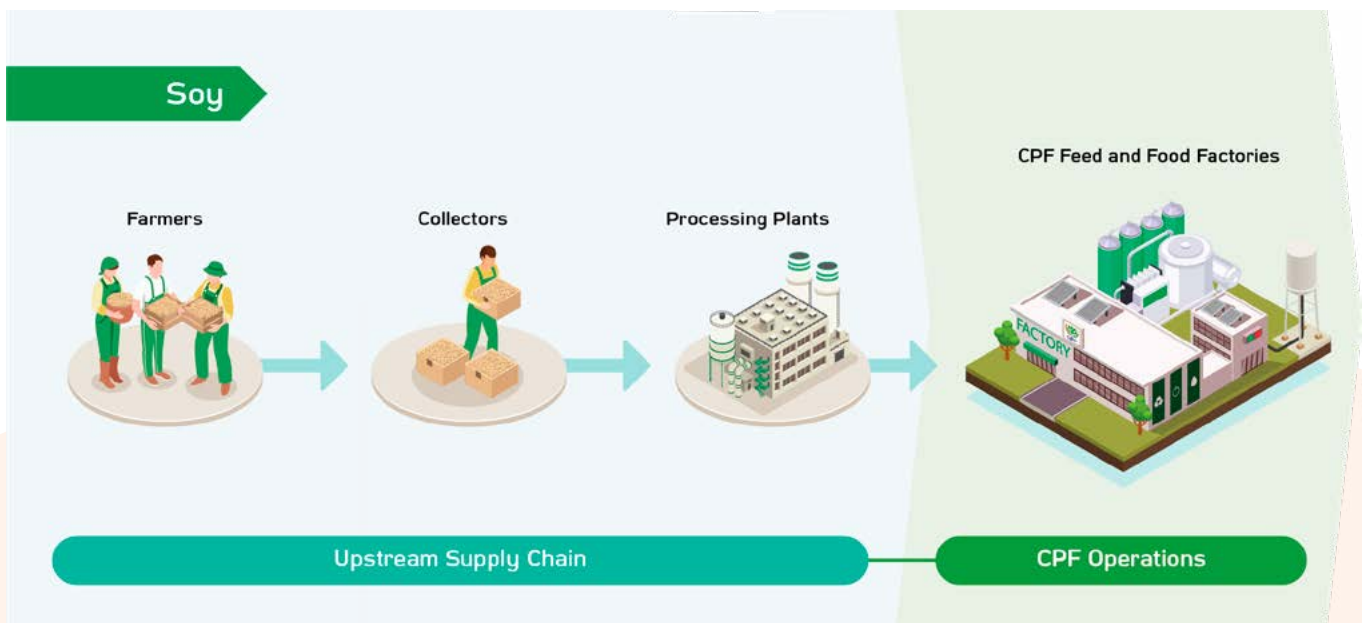 Soy
CPF Feed and Food Factories
Farmers
Collectors
Processing Plants
FACTORY
Upstream Supply Chain
CPF Operations